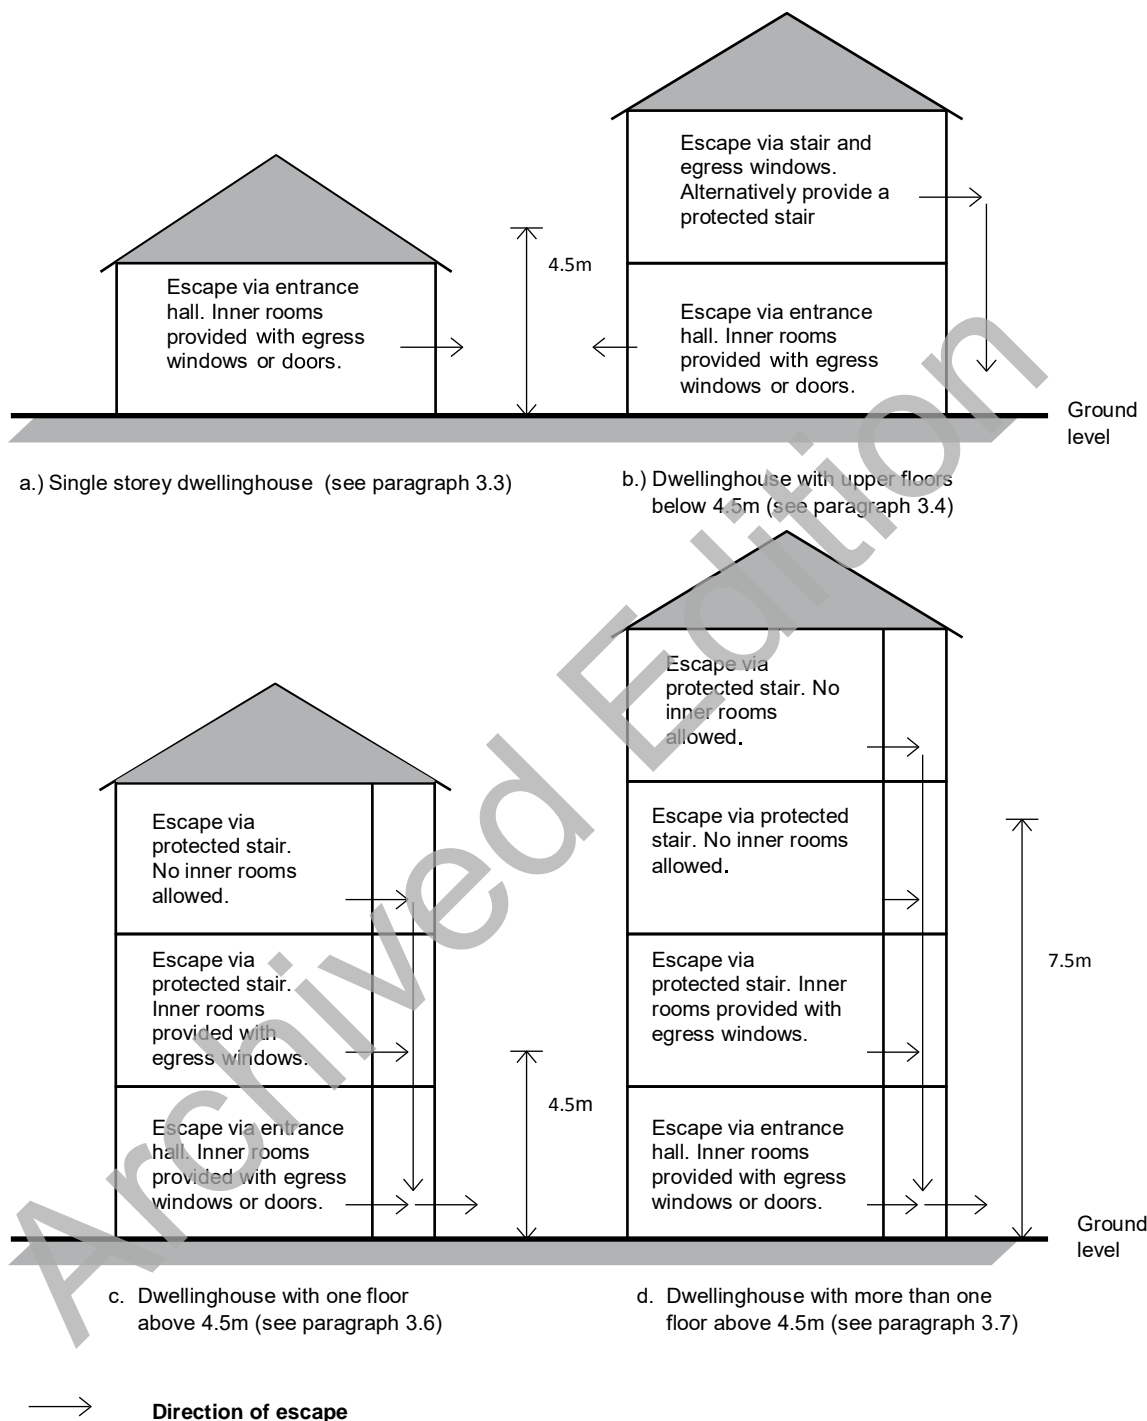 Escape via stair and
egress windows.
Alternatively provide a
protected stair
4.5m
Escape via entrance
hall. Inner rooms
provided with egress
windows or doors.
Escape via entrance
hall. Inner rooms
provided with egress
windows or doors.
Ground
level
a.) Single storey dwellinghouse (see paragraph 3.3)
b.) Dwellinghouse with upper floors
below 4.5m (see paragraph 3.4)
Escape via
protected stair. No
inner rooms
allowed.
Escape via
protected stair.
No inner rooms
allowed.
Escape via protected
stair. No inner rooms
allowed.
Escape via
protected stair.
Inner rooms
provided with
egress windows.
Escape via
protected stair. Inner
rooms provided with
egress windows.
7.5m
4.5m
Escape via entrance
hall. Inner rooms
provided with egress
windows or doors.
Escape via entrance
hall. Inner rooms
provided with egress
windows or doors.
Ground
level
c. Dwellinghouse with one floor
above 4.5m (see paragraph 3.6)
d. Dwellinghouse with more than one
floor above 4.5m (see paragraph 3.7)
Direction of escape
Archived Edition